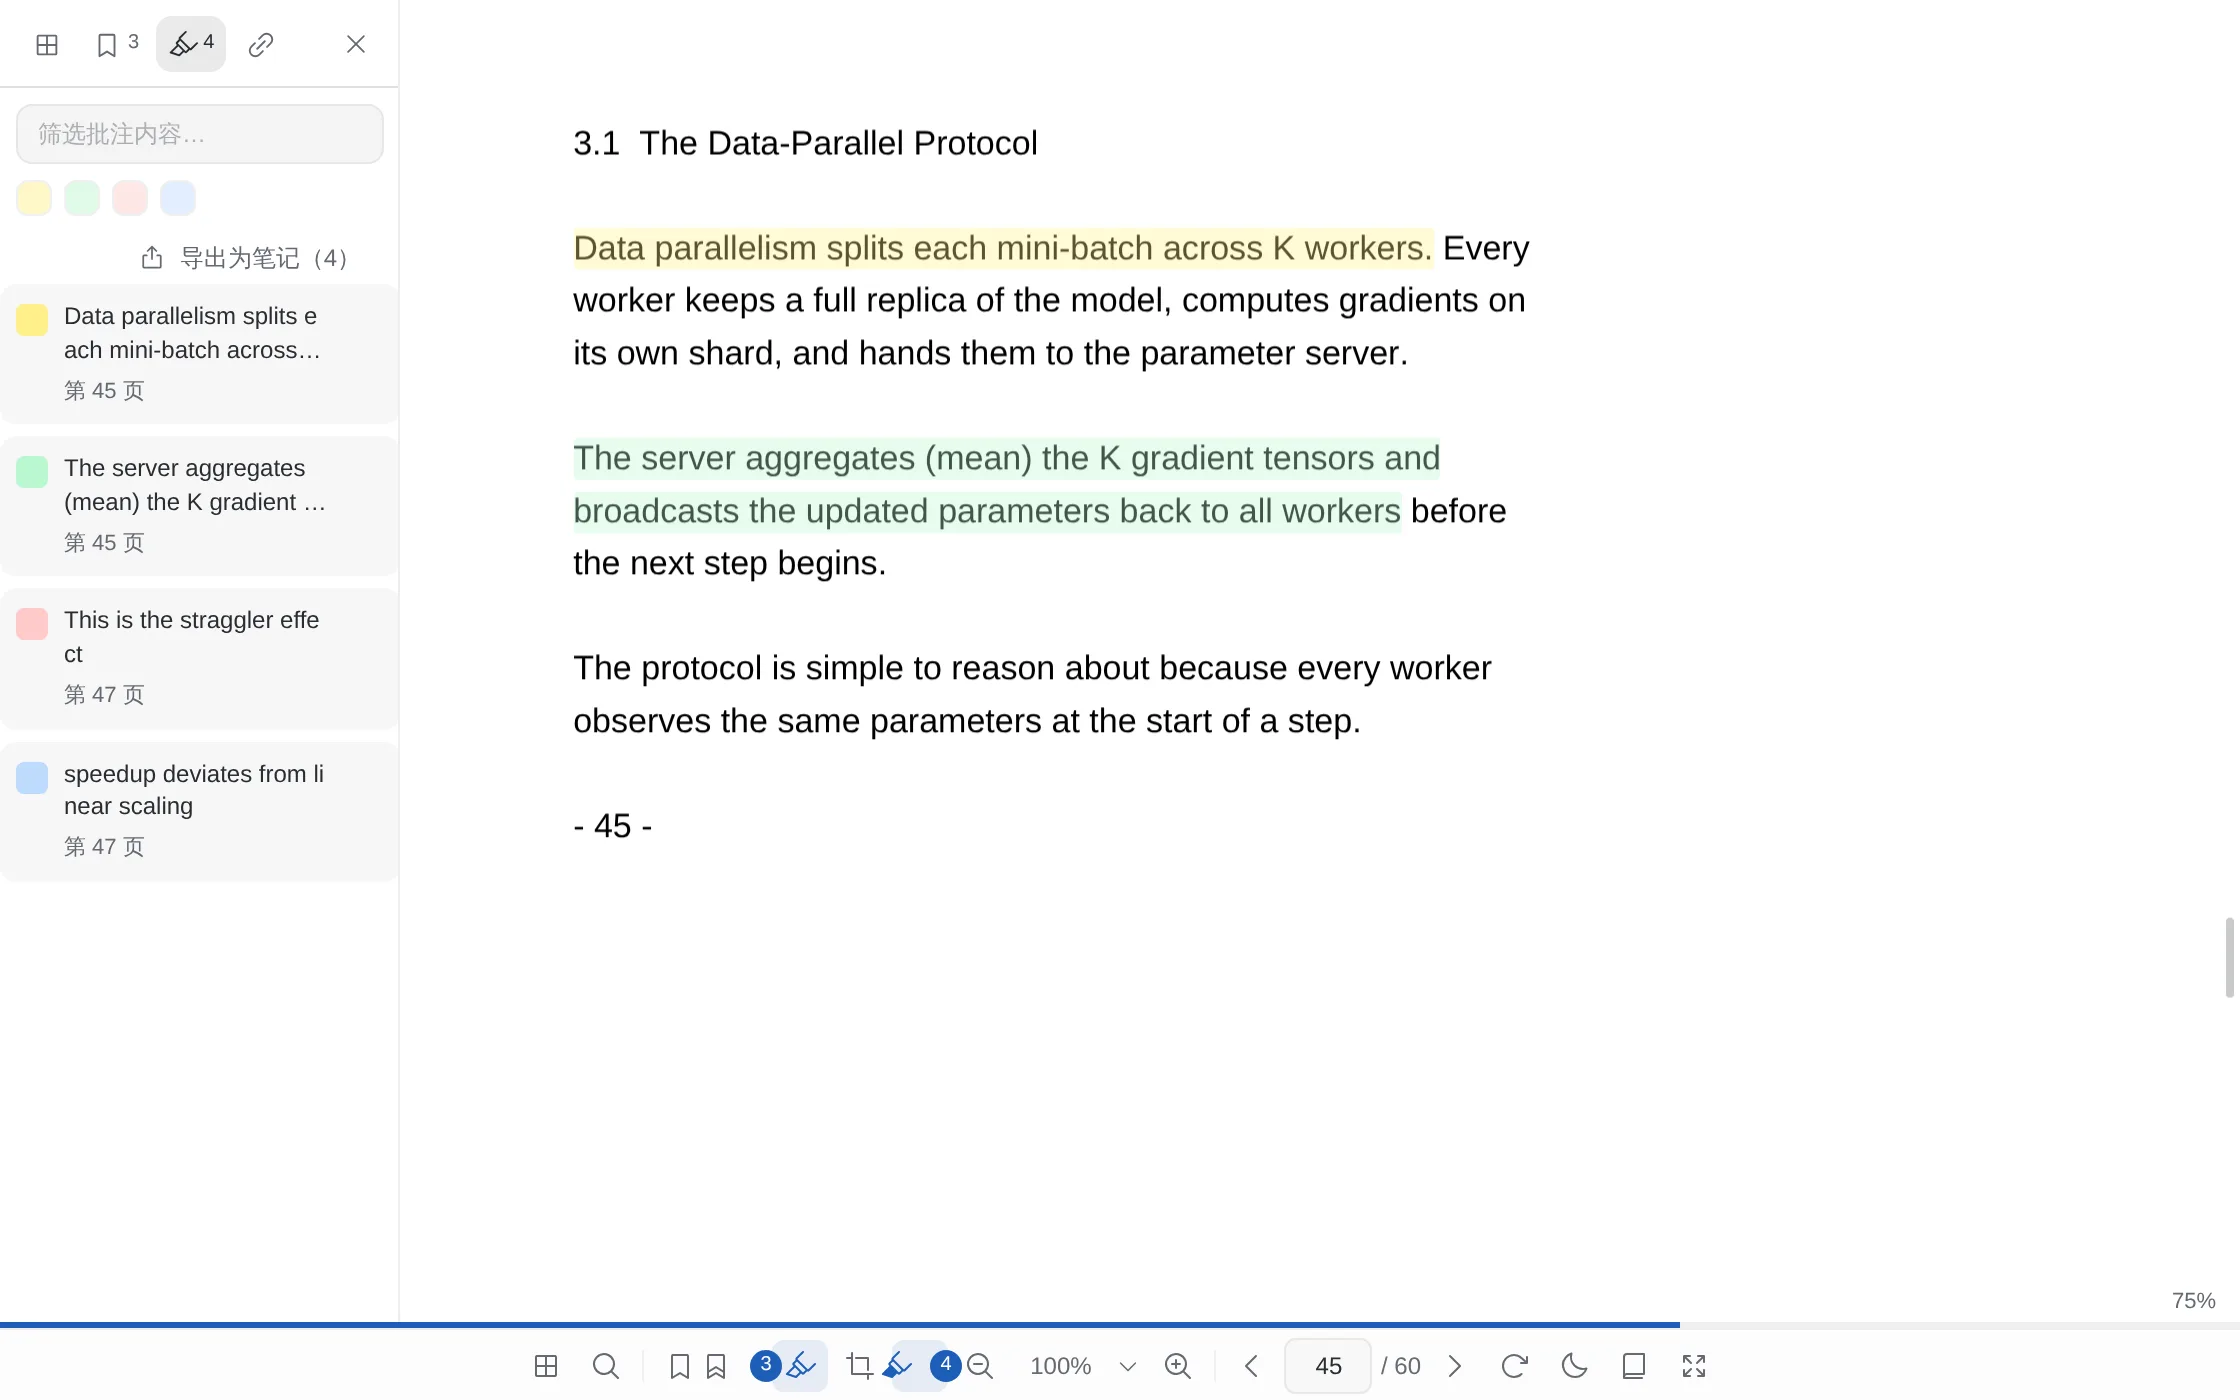 3
4
筛选批注内容…
导出为笔记（4）
Data parallelism splits e
ach mini-batch across…
第 45 页
The server aggregates
(mean) the K gradient …
第 45 页
This is the straggler effe
ct
第 47 页
speedup deviates from li
near scaling
第 47 页
3.1 The Data-Parallel Protocol
Data parallelism splits each mini-batch across K workers. Every
worker keeps a full replica of the model, computes gradients on
its own shard, and hands them to the parameter server.
The server aggregates (mean) the K gradient tensors and
broadcasts the updated parameters back to all workers before
the next step begins.
The protocol is simple to reason about because every worker
observes the same parameters at the start of a step.
- 45 -
75%
3
4
100%
45 / 60